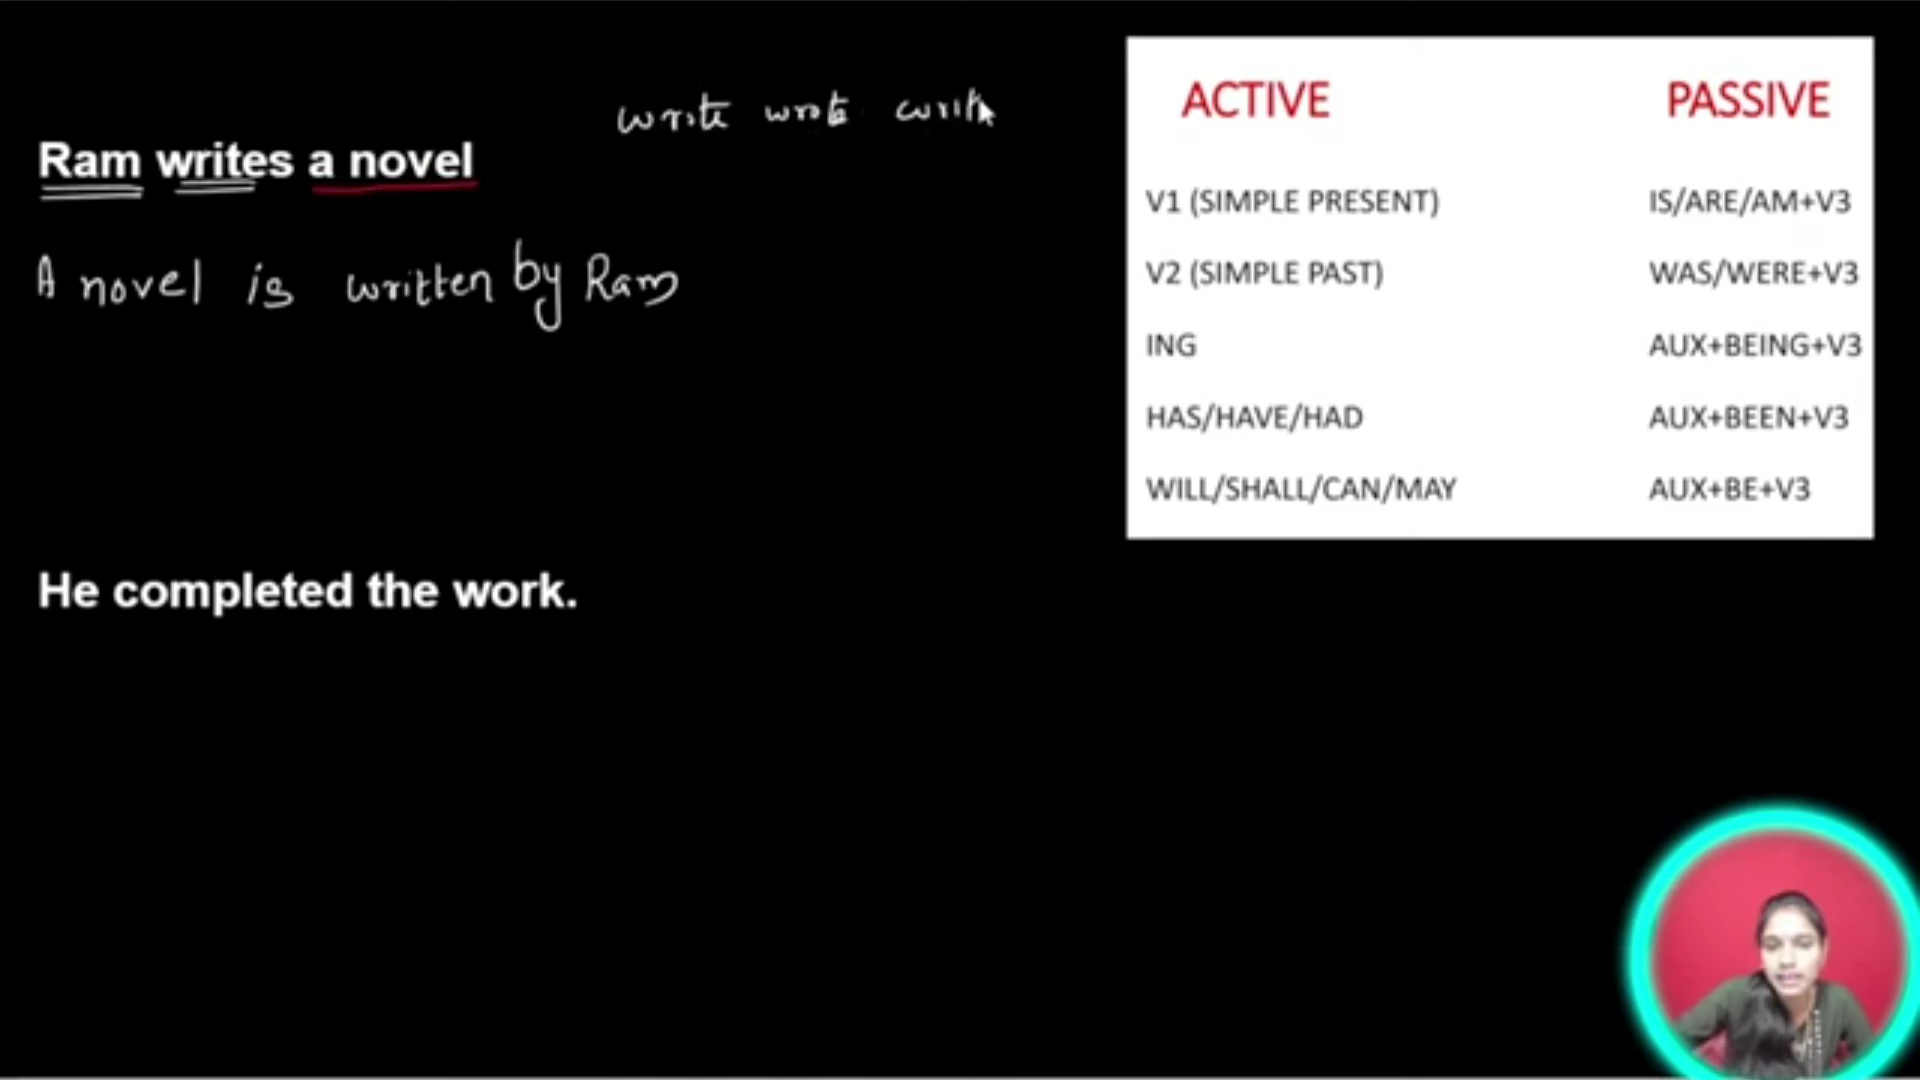 write wrote
Ram writes a novel
A novel is written by Ram
He completed the work.
ACTIVE PASSIVE
V1 (SIMPLE PRESENT) IS/ARE/AM+V3
V2 (SIMPLE PAST) WAS/WERE+V3
ING AUX+BEING+V3
HAS/HAVE/HAD AUX+BEEN+V3
WILL/SHALL/CAN/MAY AUX+BE+V3